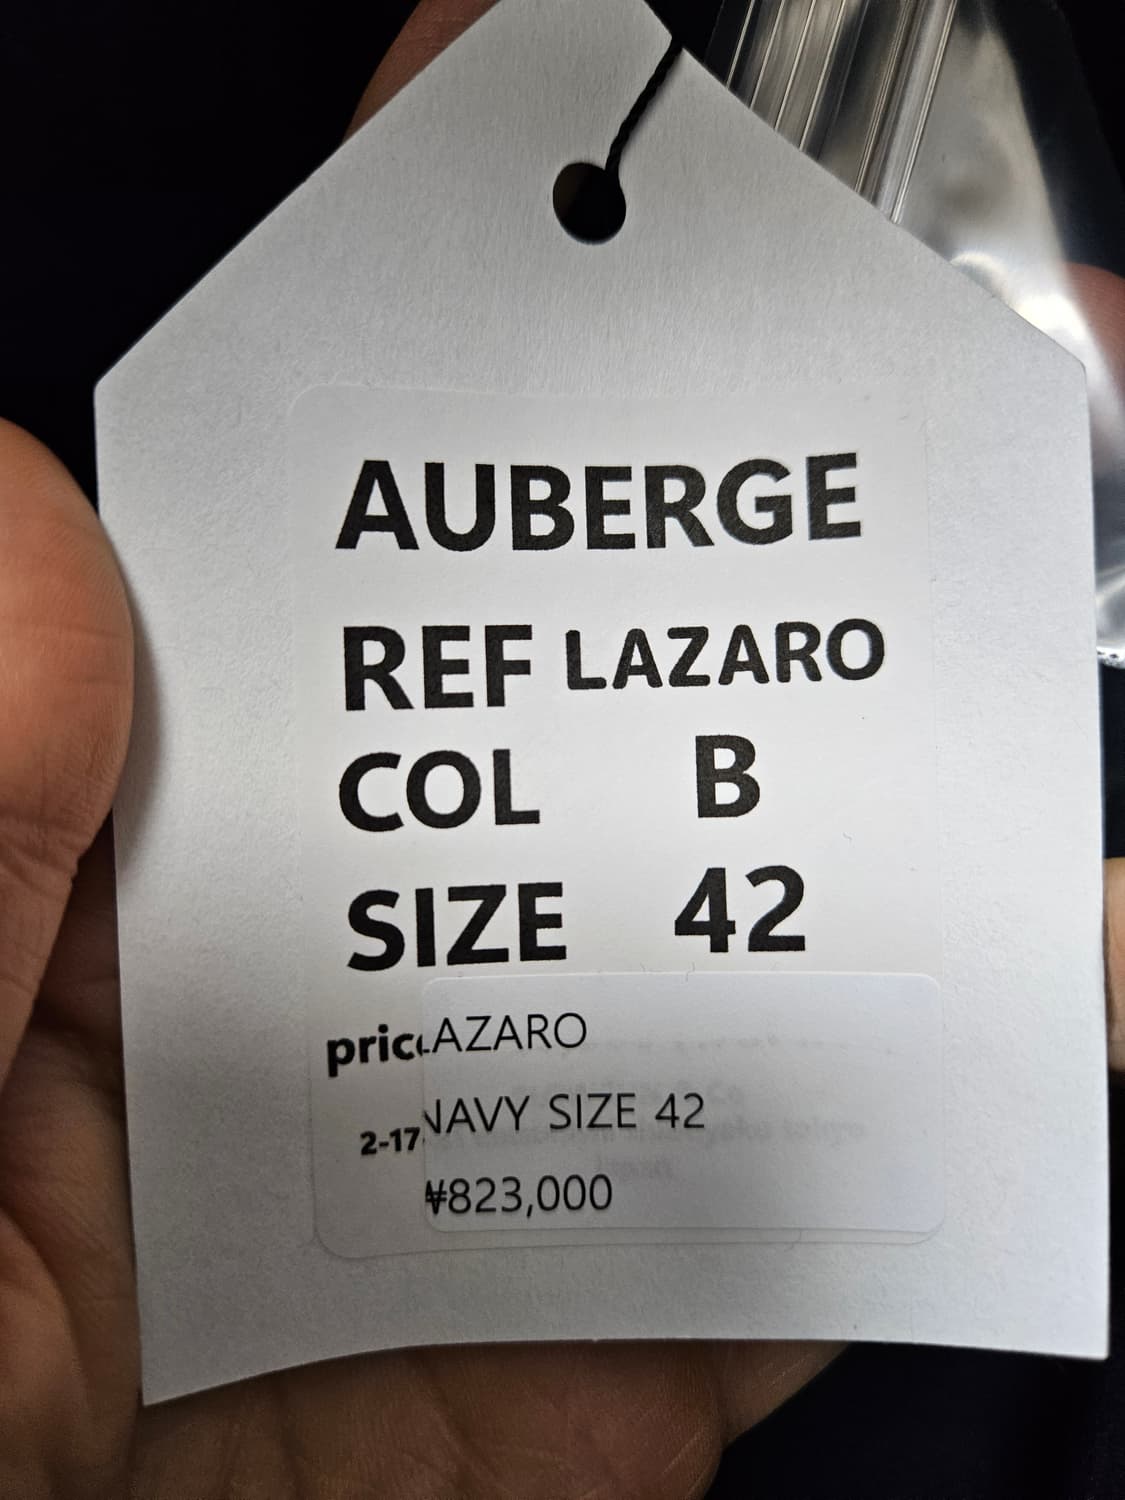 AUBERGE
REF LAZARO
COL B
SIZE 42
pric
LAZARO
2-17
NAVY SIZE 42
₩823,000